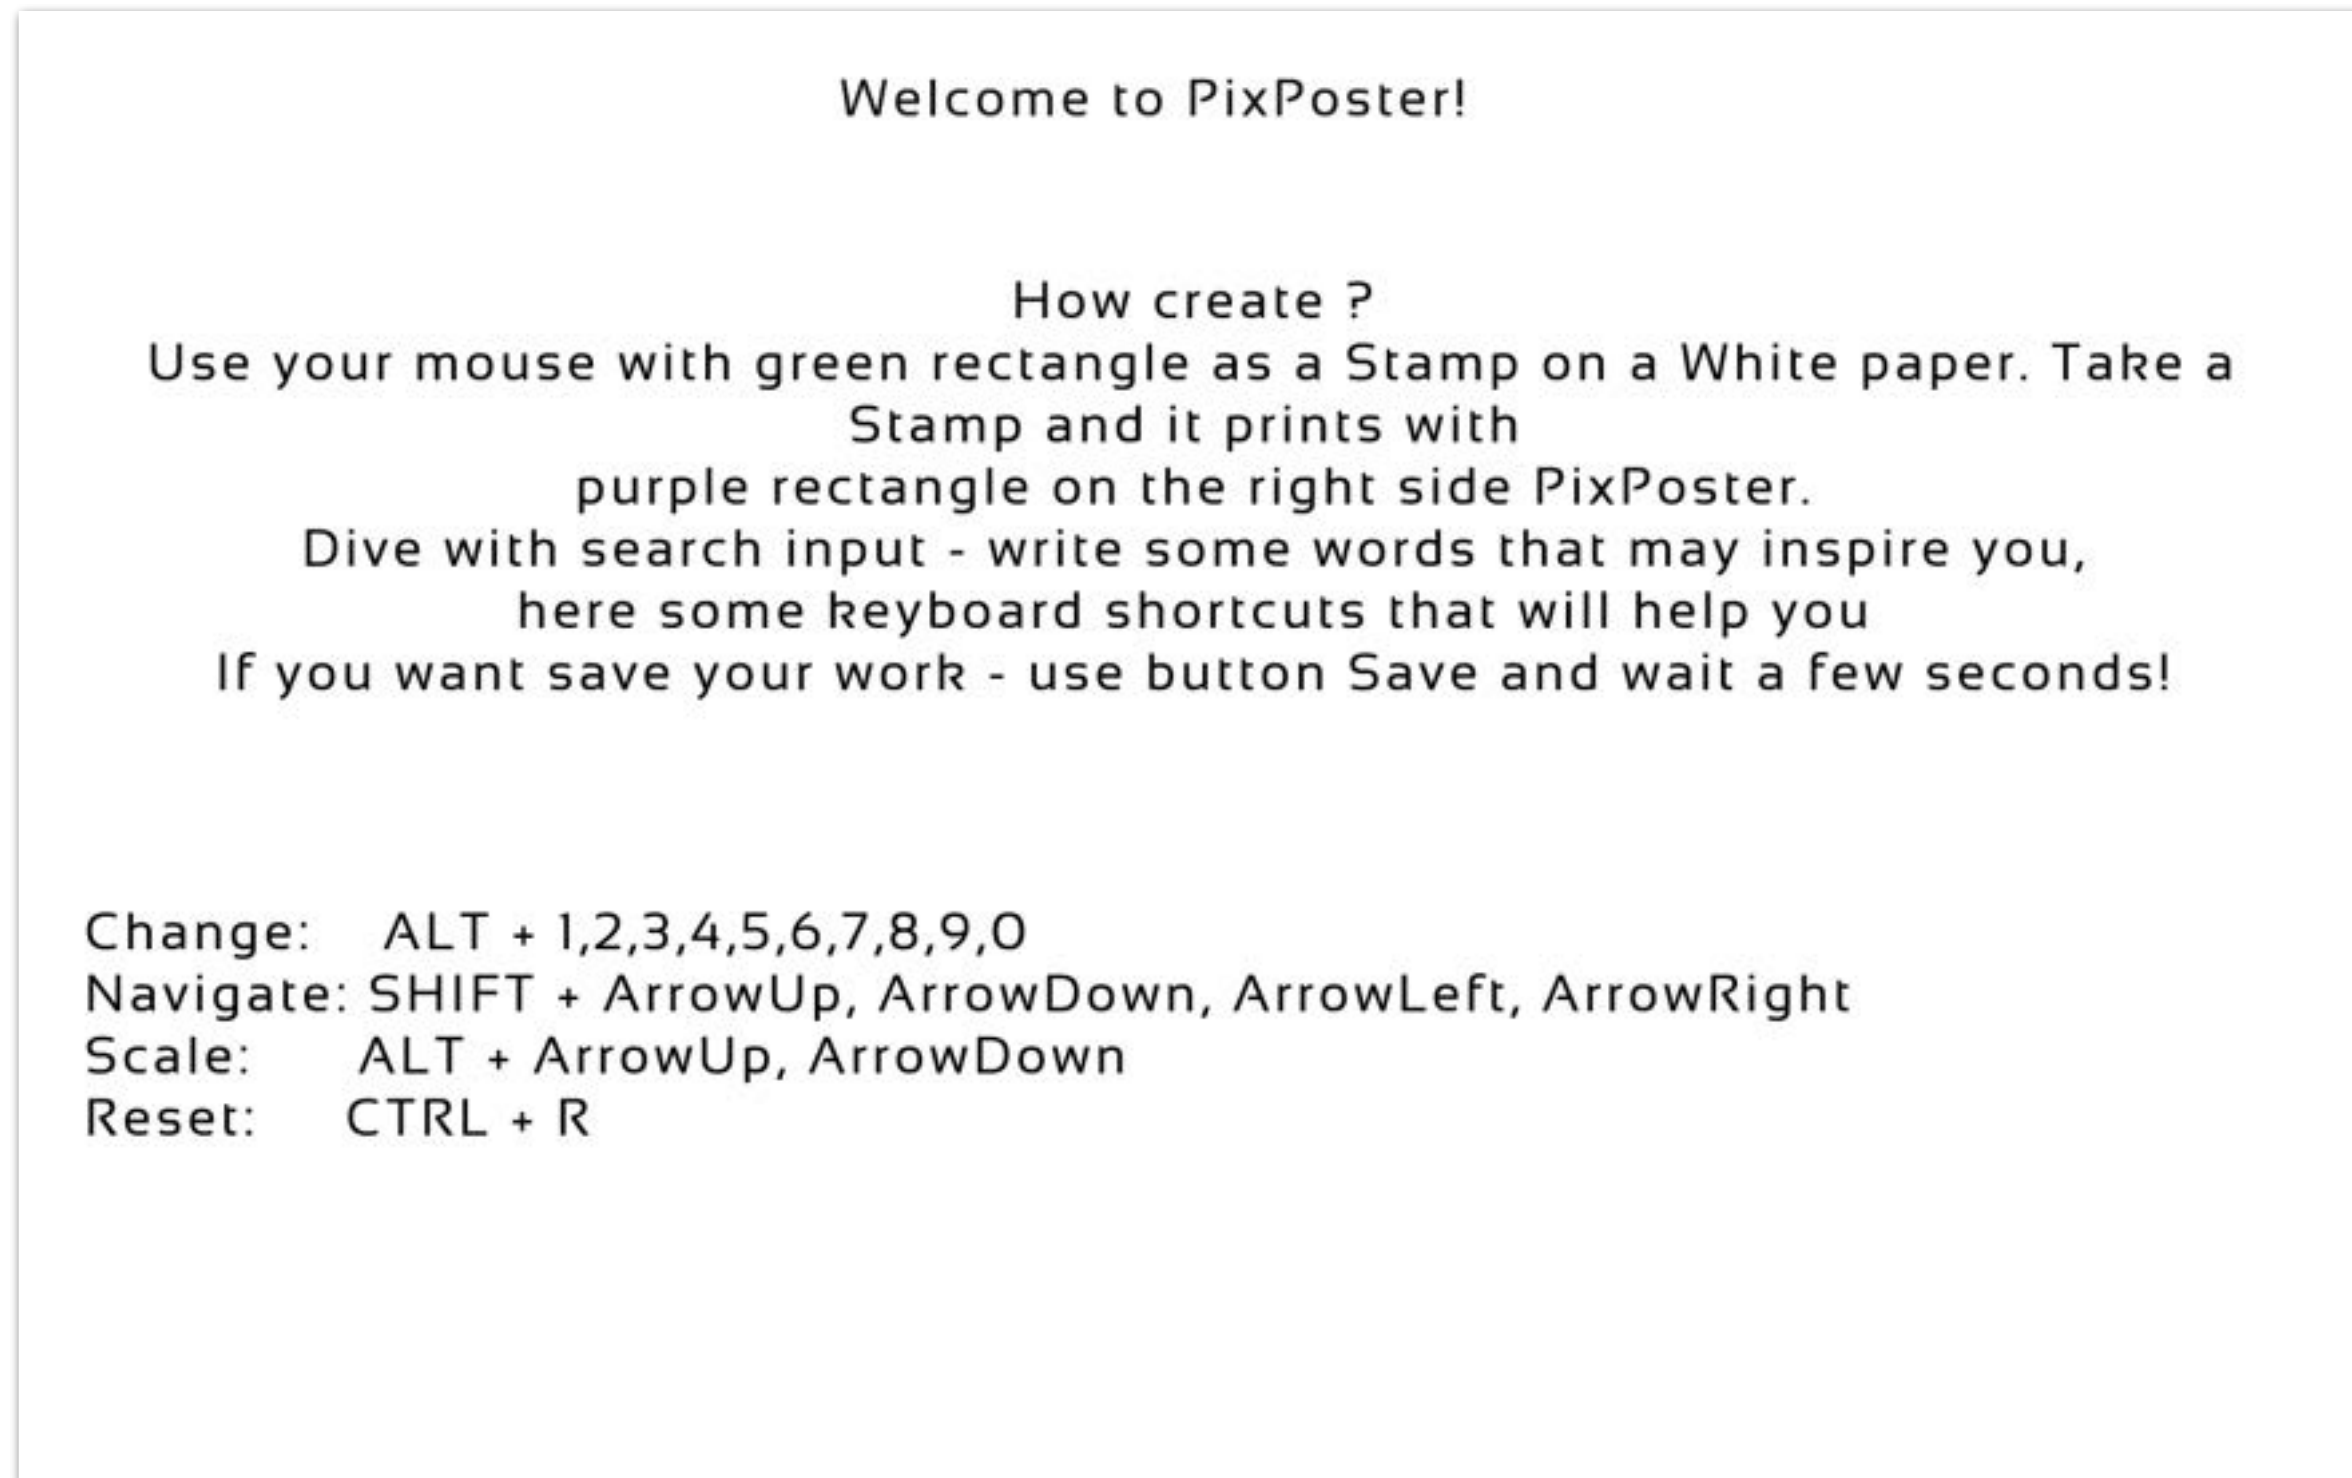 Welcome to PixPoster!
How create ?
Use your mouse with green rectangle as a Stamp on a White paper. Take a
Stamp and it prints with
purple rectangle on the right side PixPoster.
Dive with search input - write some words that may inspire you,
here some keyboard shortcuts that will help you
If you want save your work - use button Save and wait a few seconds!
Change: ALT + 1,2,3,4,5,6,7,8,9,0
Navigate: SHIFT + ArrowUp, ArrowDown, ArrowLeft, ArrowRight
Scale: ALT + ArrowUp, ArrowDown
Reset: CTRL + R